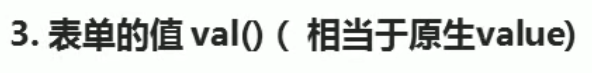 3. 表单的值 val() ( 相当于原生value)